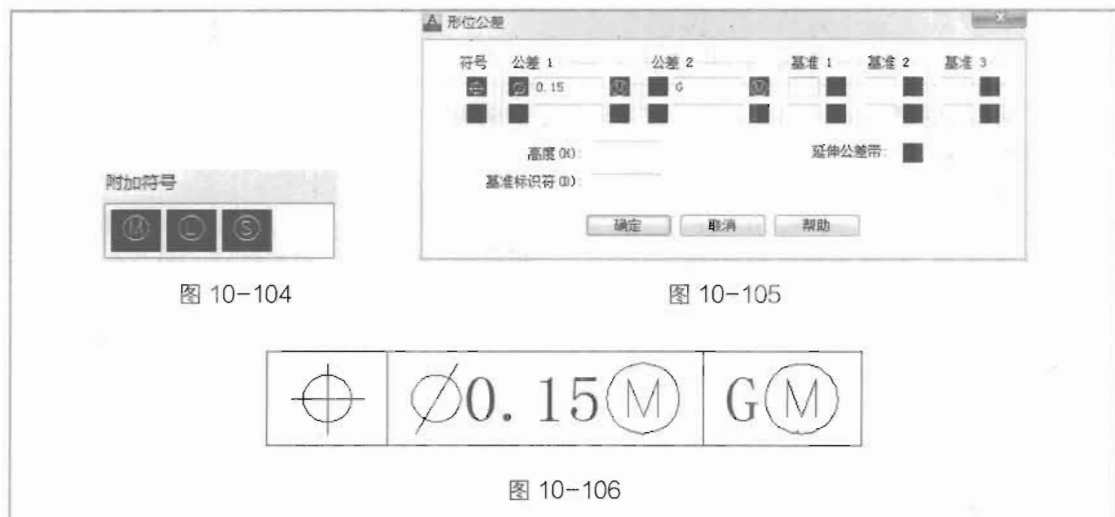 形位公差
符号 公差 1 公差 2 基准 1 基准 2 基准 3
⌖ ∅ 0.15 Ⓜ G Ⓜ
高度(H):
延伸公差带:
基准标识符(D):
确定 取消 帮助
附加符号
Ⓜ Ⓛ Ⓢ
图 10-104
图 10-105
⌖ ∅0.15Ⓜ GⓂ
图 10-106